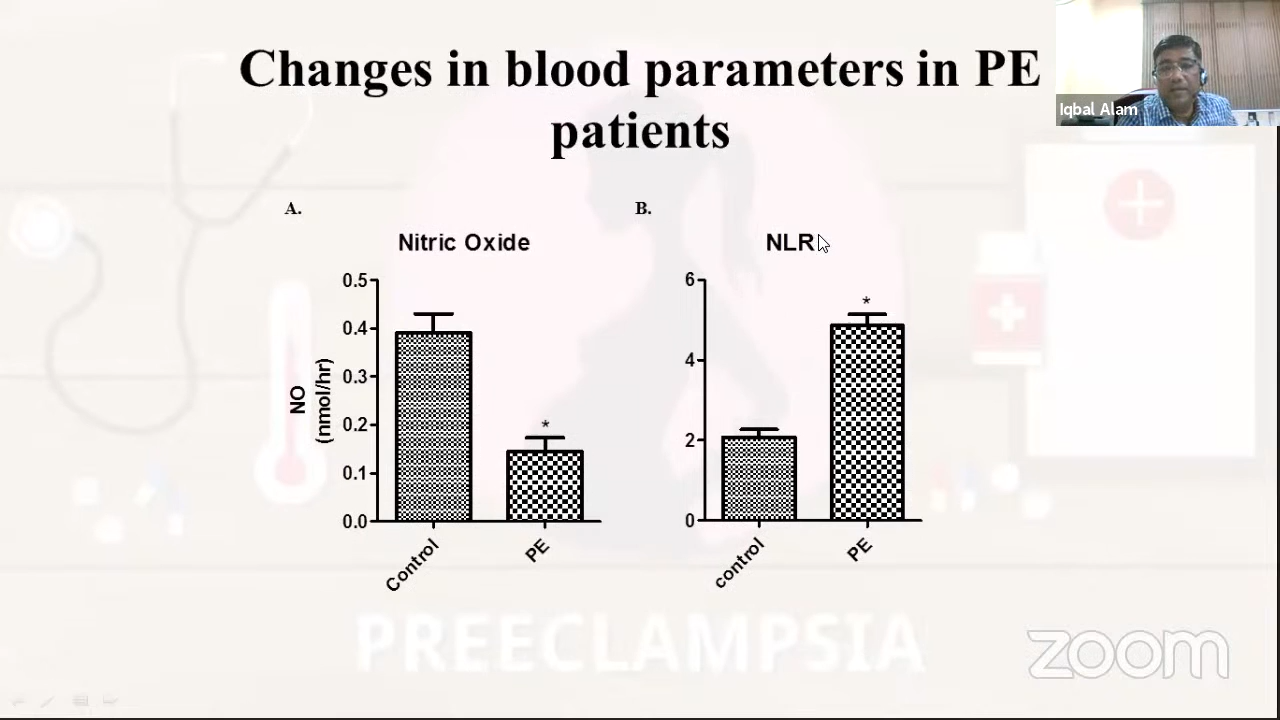 Changes in blood parameters in PE
patients
Iqbal Alam
A.
B.
Nitric Oxide
NLR
0.5
0.4
0.3
0.2
0.1
0.0
NO
(nmol/hr)
*
Control
PE
6
4
2
0
*
control
PE
PREECLAMPSIA
zoom